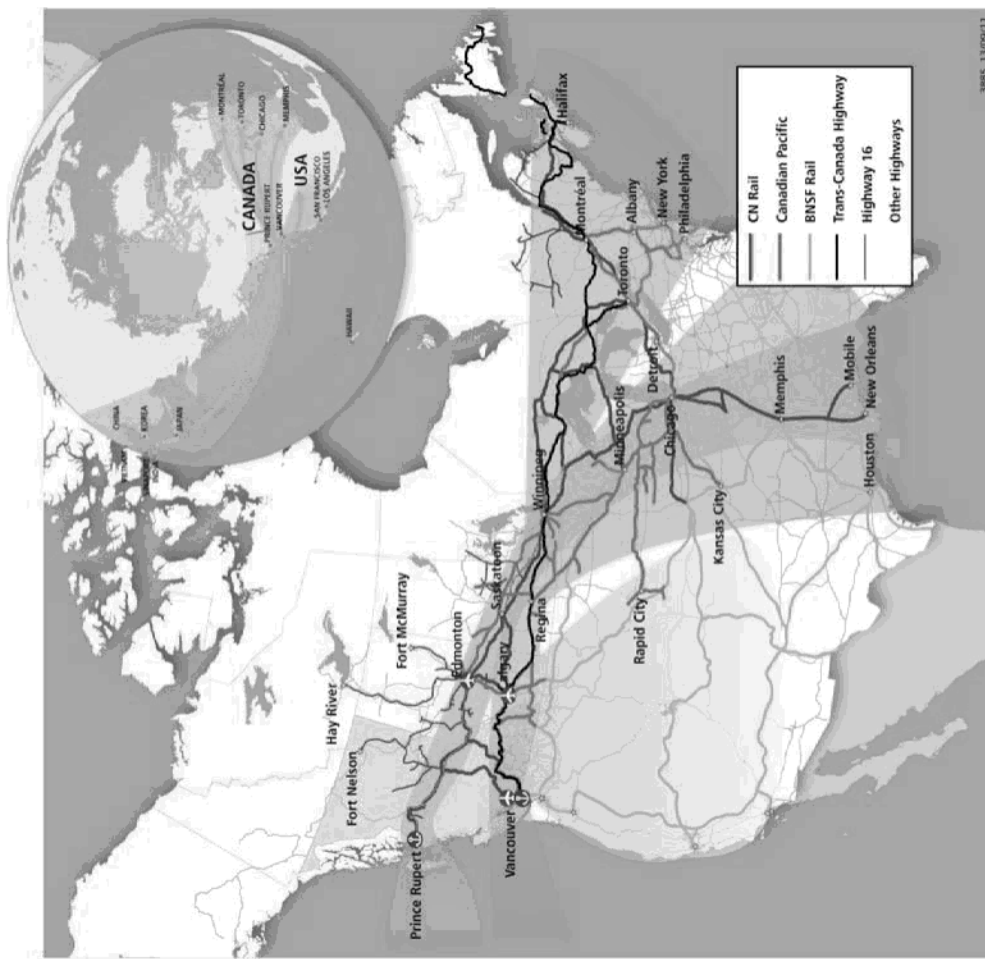 MONTRÉAL
TORONTO
CHICAGO
MEMPHIS
CANADA
PRINCE RUPERT
VANCOUVER
USA
SAN FRANCISCO
LOS ANGELES
HAWAII
CHINA
KOREA
JAPAN
Hay River
Fort McMurray
Fort Nelson
Edmonton
Prince Rupert
Saskatoon
Calgary
Winnipeg
Vancouver
Regina
Halifax
Montréal
Albany
New York
Philadelphia
Toronto
Detroit
Minneapolis
Chicago
Rapid City
Kansas City
Memphis
Mobile
New Orleans
Houston
CN Rail
Canadian Pacific
BNSF Rail
Trans-Canada Highway
Highway 16
Other Highways